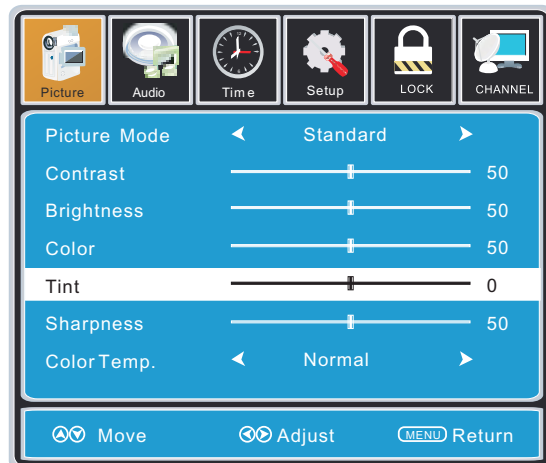 Picture Audio Time Setup LOCK CHANNEL
Picture Mode Standard
Contrast 50
Brightness 50
Color 50
Tint 0
Sharpness 50
Color Temp. Normal
Move Adjust MENU Return